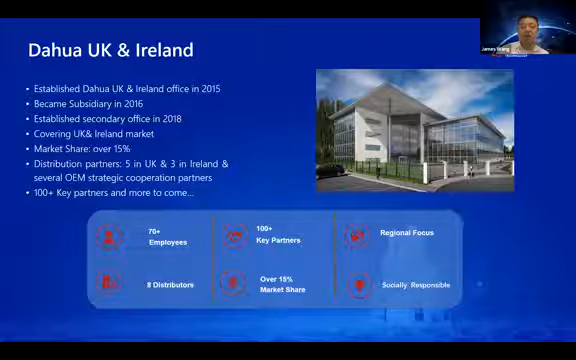 Dahua UK & Ireland
James Wang
TECHNOLOGY
• Established Dahua UK & Ireland office in 2015
• Became Subsidiary in 2016
• Established secondary office in 2018
• Covering UK& Ireland market
• Market Share: over 15%
• Distribution partners: 5 in UK & 3 in Ireland &
several OEM strategic cooperation partners
• 100+ Key partners and more to come...
70+
Employees
100+
Key Partners
Regional Focus
8 Distributors
Over 15%
Market Share
Socially Responsible